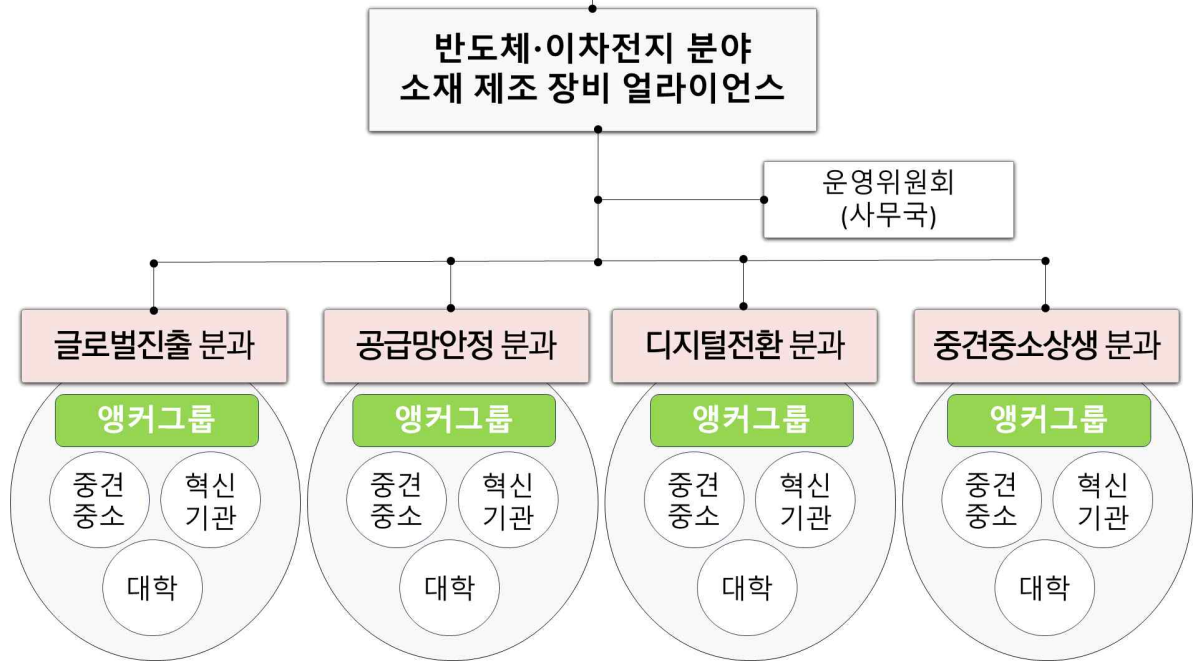 반도체·이차전지 분야
소재 제조 장비 얼라이언스
운영위원회
(사무국)
글로벌진출 분과
공급망안정 분과
디지털전환 분과
중견중소상생 분과
앵커그룹
중견
중소
혁신
기관
대학
앵커그룹
중견
중소
혁신
기관
대학
앵커그룹
중견
중소
혁신
기관
대학
앵커그룹
중견
중소
혁신
기관
대학